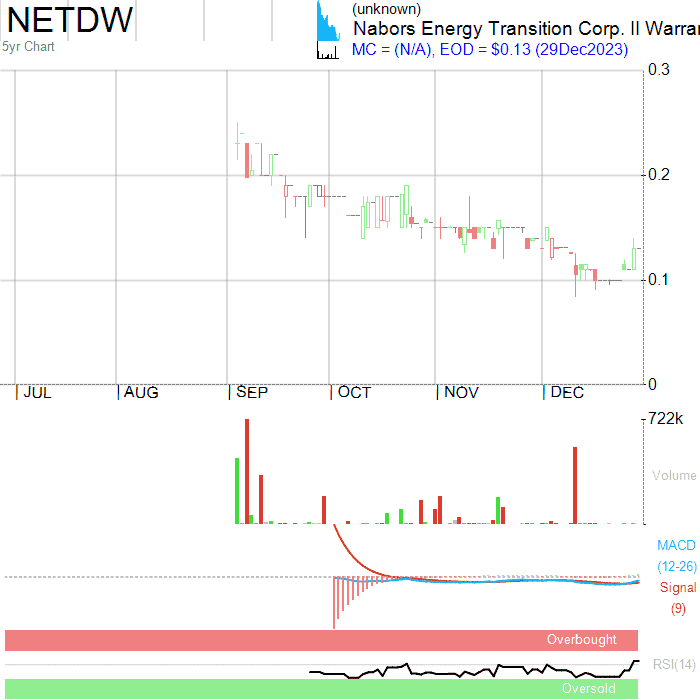 NETDW
5yr Chart
(unknown)
Nabors Energy Transition Corp. II Warra
MC = (N/A), EOD = $0.13 (29Dec2023)
0.3
0.2
0.1
0
JUL AUG SEP OCT NOV DEC
722k
Volume
MACD
(12-26)
Signal
(9)
Overbought
RSI(14)
Oversold